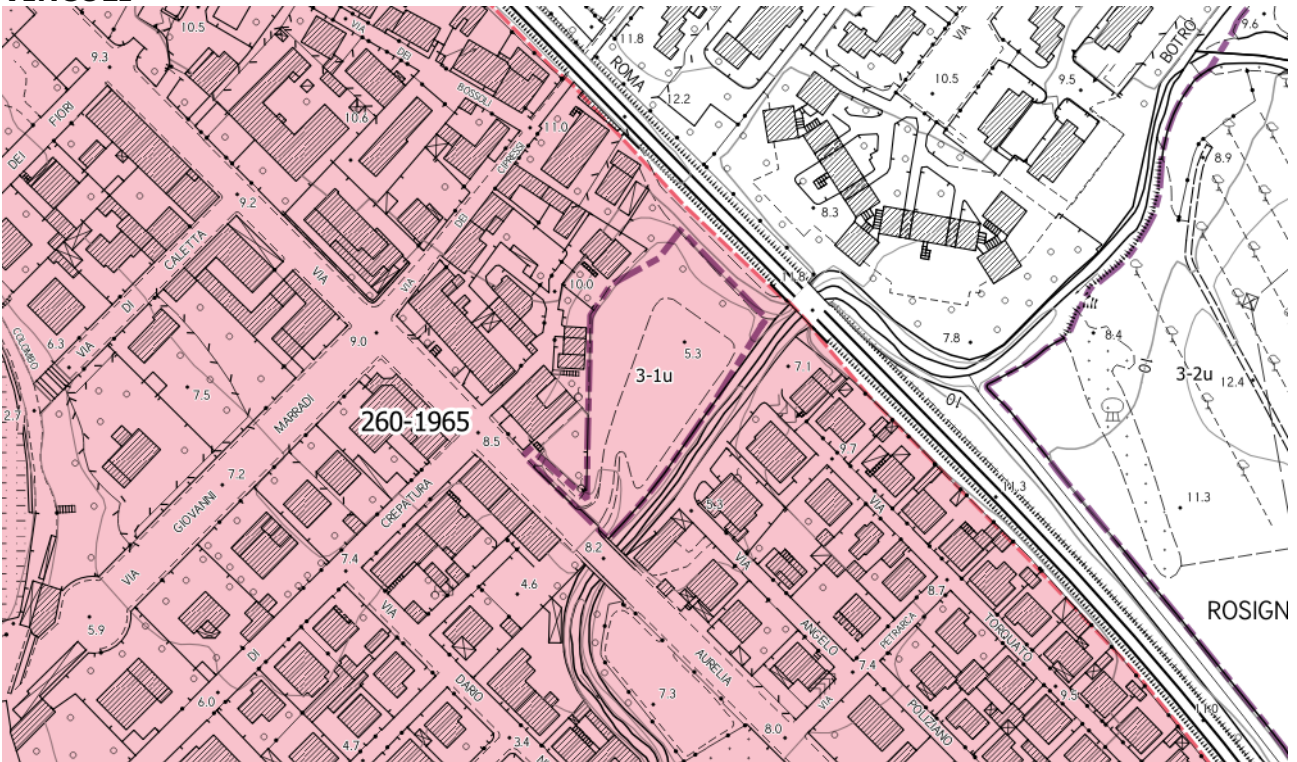 10.5
9.3
VIA
DEI
BOSSOLI
11.8
ROMA
12.2
VIA
10.5
9.5
BOTRO
9.6
FIORI
DEI
10.6
11.0
CIPRESSI
DEI
VIA
8.3
8.9
9.2
CALETTA
DI
VIA
VIA
10.0
11.8
COLOMBO
6.3
9.0
5.3
3-1u
7.8
8.4
10
3-2u
12.4
7.5
7.1
10
2.7
MARRADI
GIOVANNI
VIA
260-1965
8.5
9.7
7.2
CREPATURA
DI
5.3
11.3
11.3
VIA
VIA
8.2
7.4
4.6
VIA
8.7
PETRARCA
ANGELO
TORQUATO
ROSIGN
5.9
AURELIA
7.4
6.0
DARIO
7.3
VIA
POLIZIANO
9.5
11.0
8.0
4.7
3.4